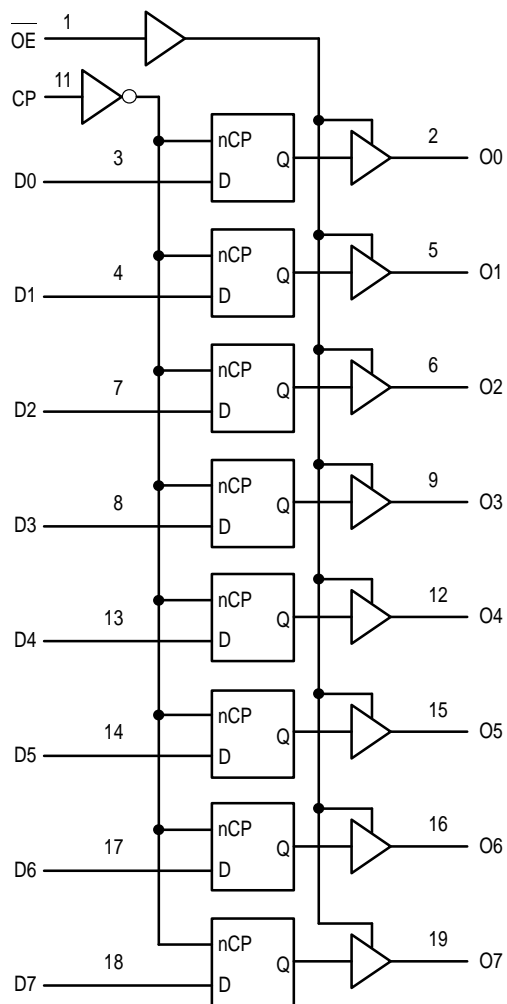 OE 1
CP 11
nCP Q 2 O0
D0 3 D
nCP Q 5 O1
D1 4 D
nCP Q 6 O2
D2 7 D
nCP Q 9 O3
D3 8 D
nCP Q 12 O4
D4 13 D
nCP Q 15 O5
D5 14 D
nCP Q 16 O6
D6 17 D
nCP Q 19 O7
D7 18 D